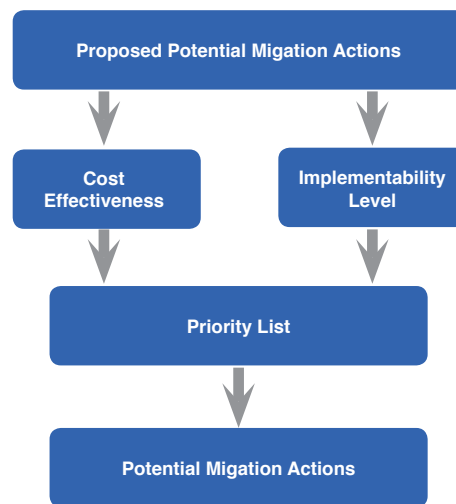 Proposed Potential Migation Actions
Cost
Effectiveness
Implementability
Level
Priority List
Potential Migation Actions